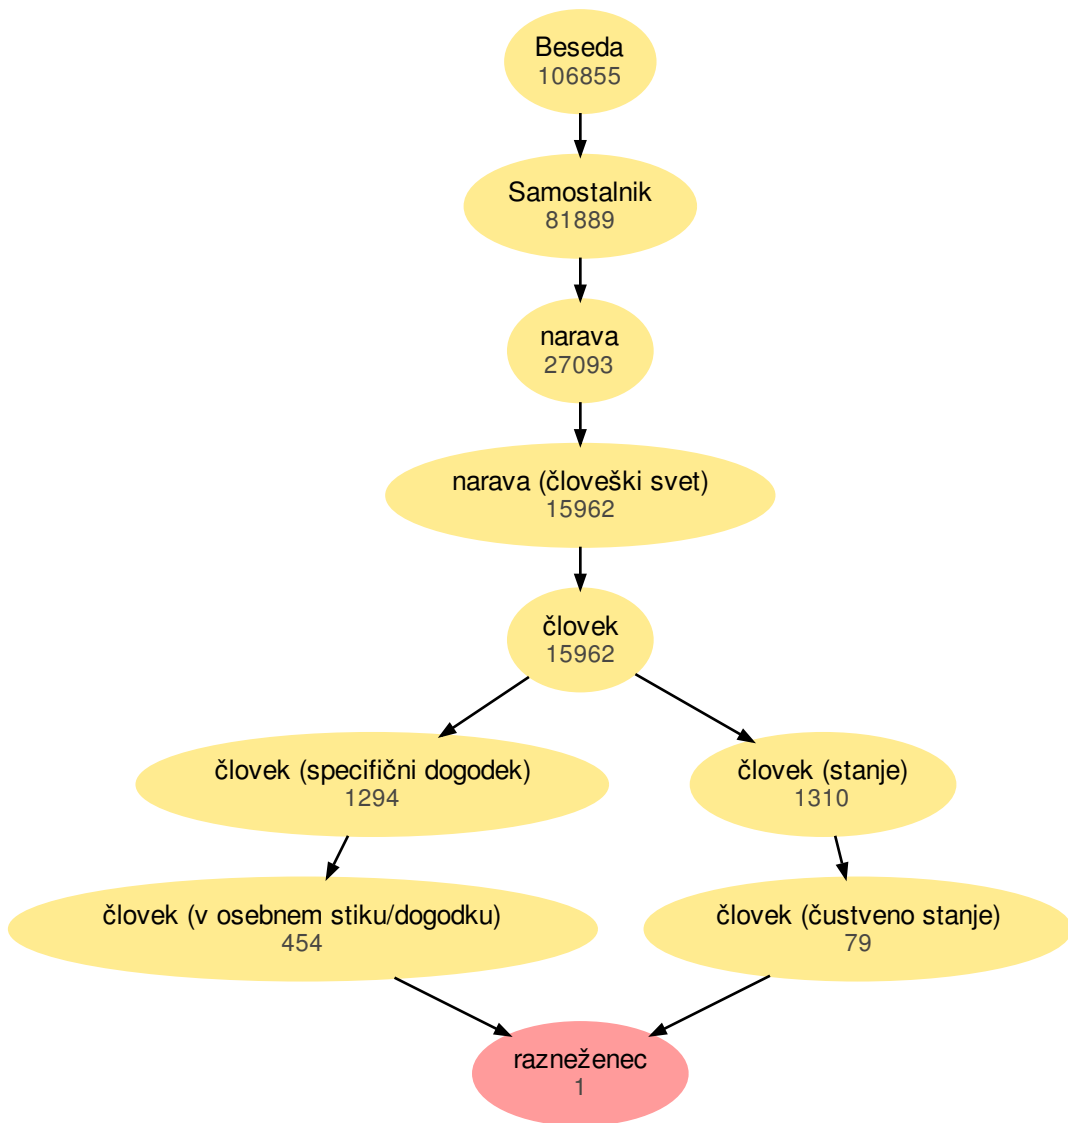 Beseda
106855
Samostalnik
81889
narava
27093
narava (človeški svet)
15962
človek
15962
človek (specifični dogodek)
1294
človek (stanje)
1310
človek (v osebnem stiku/dogodku)
454
človek (čustveno stanje)
79
razneženec
1